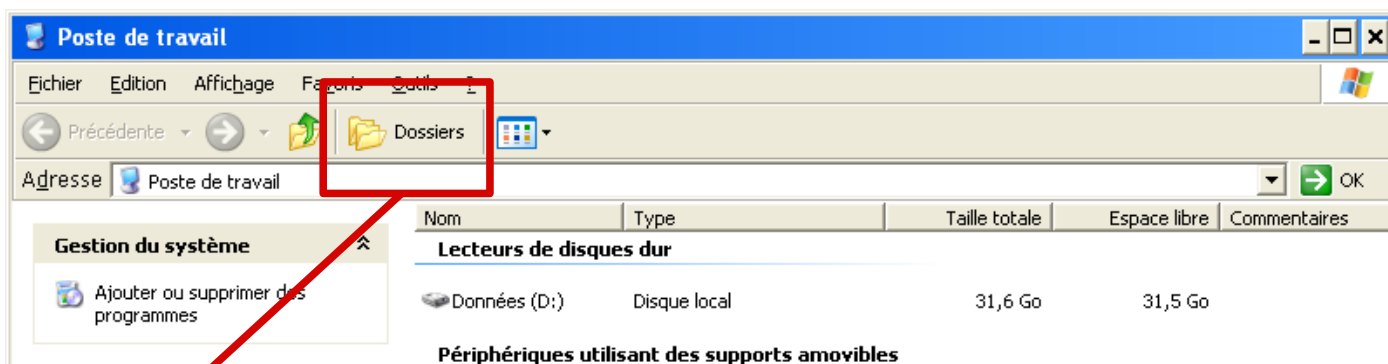 Poste de travail
Fichier Edition Affichage Favoris Outils ?
Précédente Dossiers
Adresse Poste de travail OK
Nom Type Taille totale Espace libre Commentaires
Gestion du système
Lecteurs de disques dur
Ajouter ou supprimer des
programmes
Données (D:) Disque local 31,6 Go 31,5 Go
Périphériques utilisant des supports amovibles